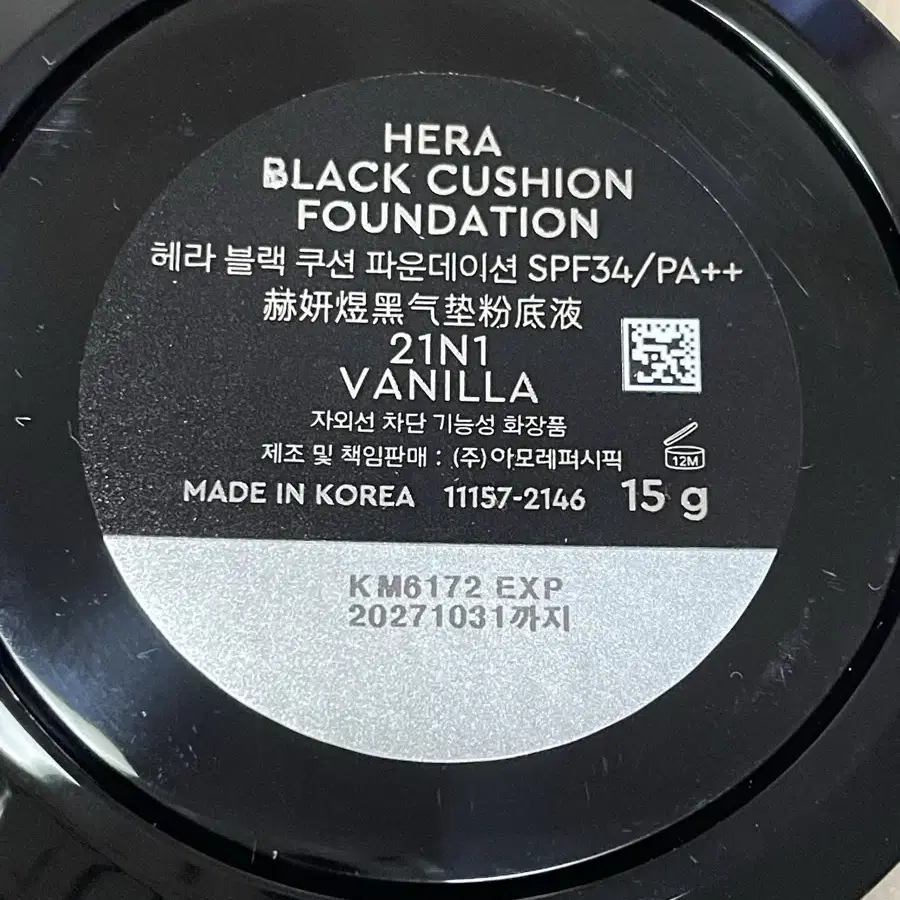 HERA
BLACK CUSHION
FOUNDATION
헤라 블랙 쿠션 파운데이션 SPF34/PA++
赫妍煜黑气垫粉底液
21N1
VANILLA
자외선 차단 기능성 화장품
제조 및 책임판매 : (주)아모레퍼시픽
12M
MADE IN KOREA 11157-2146 15 g
KM6172 EXP
20271031까지